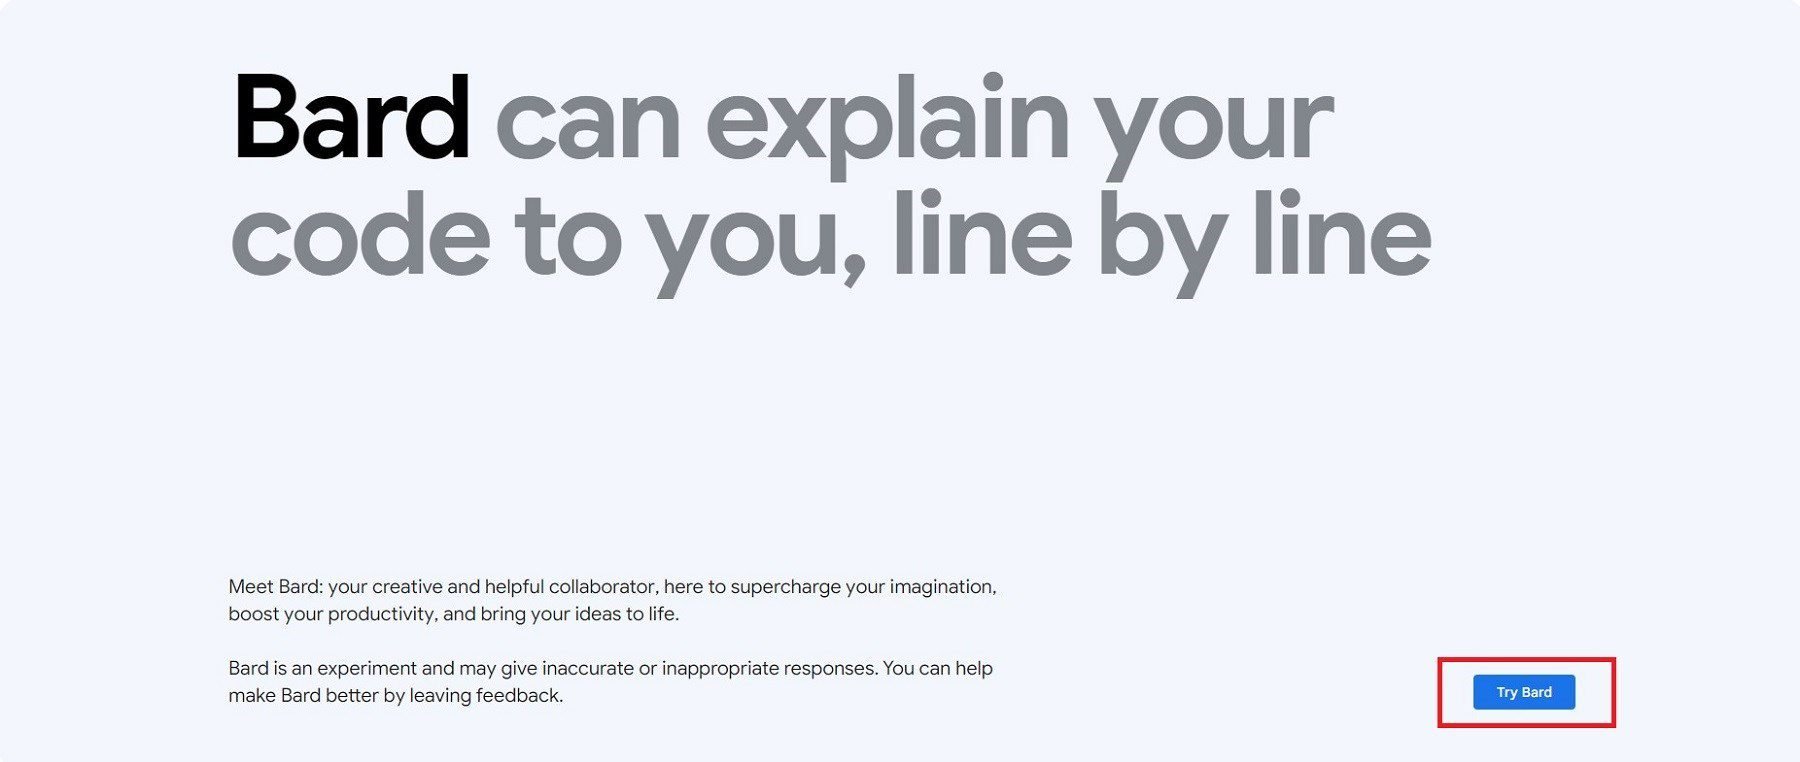 Bard can explain your
code to you, line by line
Meet Bard: your creative and helpful collaborator, here to supercharge your imagination,
boost your productivity, and bring your ideas to life.
Bard is an experiment and may give inaccurate or inappropriate responses. You can help
make Bard better by leaving feedback.
Try Bard